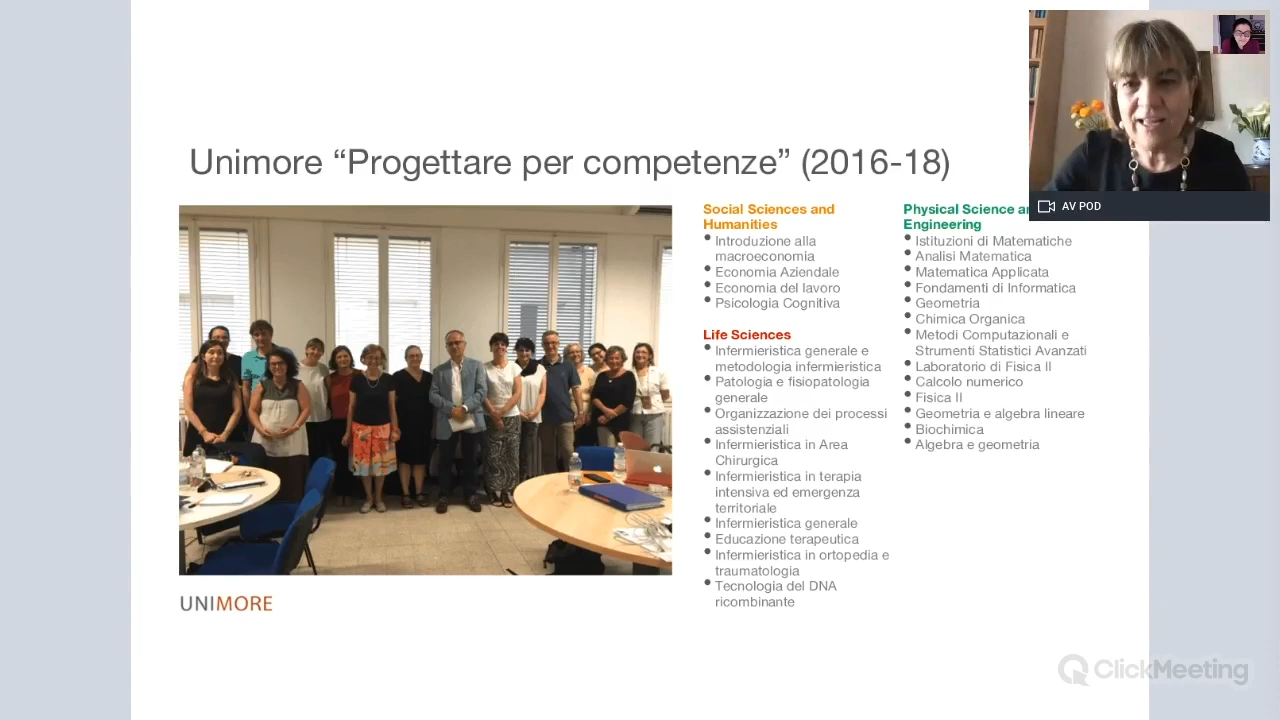 Unimore “Progettare per competenze” (2016-18)
Social Sciences and
Humanities
• Introduzione alla
macroeconomia
• Economia Aziendale
• Economia del lavoro
• Psicologia Cognitiva
Life Sciences
• Infermieristica generale e
metodologia infermieristica
• Patologia e fisiopatologia
generale
• Organizzazione dei processi
assistenziali
• Infermieristica in Area
Chirurgica
• Infermieristica in terapia
intensiva ed emergenza
territoriale
• Infermieristica generale
• Educazione terapeutica
• Infermieristica in ortopedia e
traumatologia
• Tecnologia del DNA
ricombinante
Physical Science
Engineering
• Istituzioni di Matematiche
• Analisi Matematica
• Matematica Applicata
• Fondamenti di Informatica
• Geometria
• Chimica Organica
• Metodi Computazionali e
Strumenti Statistici Avanzati
• Laboratorio di Fisica II
• Calcolo numerico
• Fisica II
• Geometria e algebra lineare
• Biochimica
• Algebra e geometria
AV POD
UNIMORE
ClickMeeting